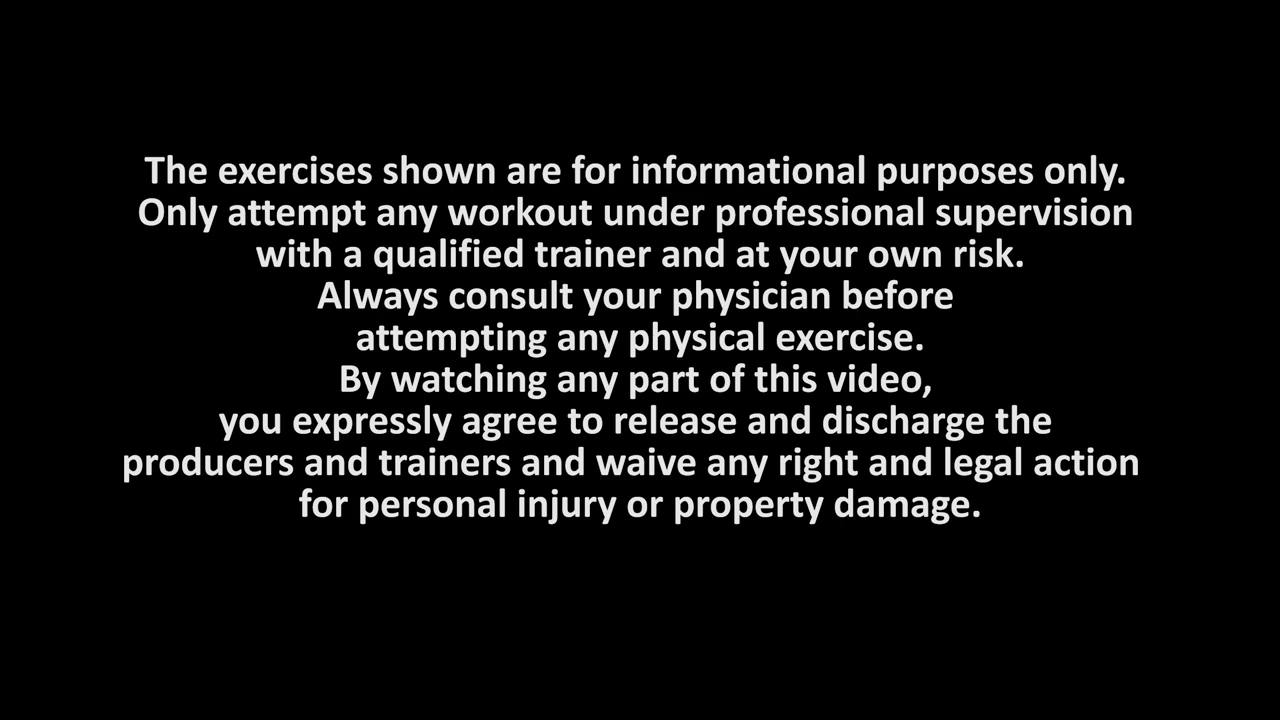 The exercises shown are for informational purposes only.
Only attempt any workout under professional supervision
with a qualified trainer and at your own risk.
Always consult your physician before
attempting any physical exercise.
By watching any part of this video,
you expressly agree to release and discharge the
producers and trainers and waive any right and legal action
for personal injury or property damage.